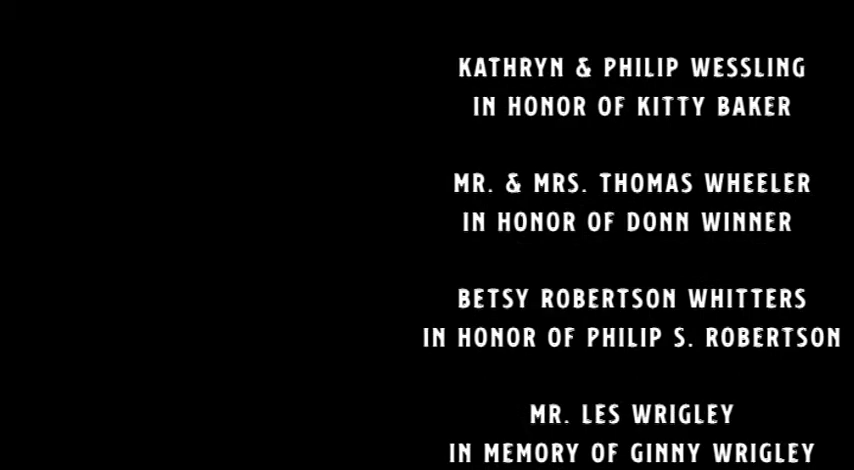 KATHRYN & PHILIP WESSLING
IN HONOR OF KITTY BAKER
MR. & MRS. THOMAS WHEELER
IN HONOR OF DONN WINNER
BETSY ROBERTSON WHITTERS
IN HONOR OF PHILIP S. ROBERTSON
MR. LES WRIGLEY
IN MEMORY OF GINNY WRIGLEY